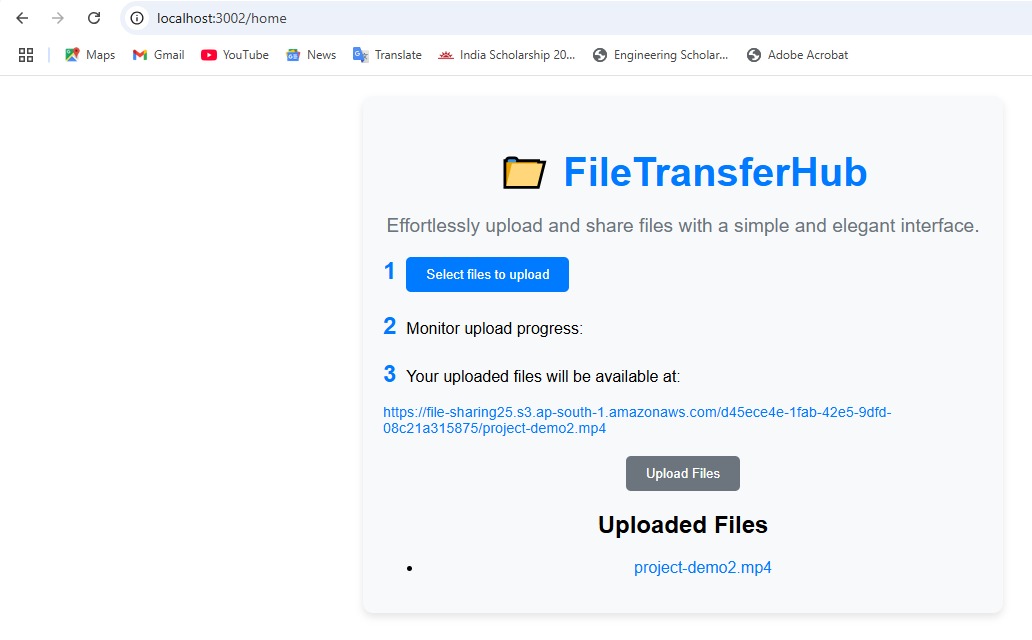 localhost:3002/home
Maps Gmail YouTube News Translate India Scholarship 20... Engineering Scholar... Adobe Acrobat
FileTransferHub
Effortlessly upload and share files with a simple and elegant interface.
1 Select files to upload
2 Monitor upload progress:
3 Your uploaded files will be available at:
https://file-sharing25.s3.ap-south-1.amazonaws.com/d45ece4e-1fab-42e5-9dfd-
08c21a315875/project-demo2.mp4
Upload Files
Uploaded Files
• project-demo2.mp4